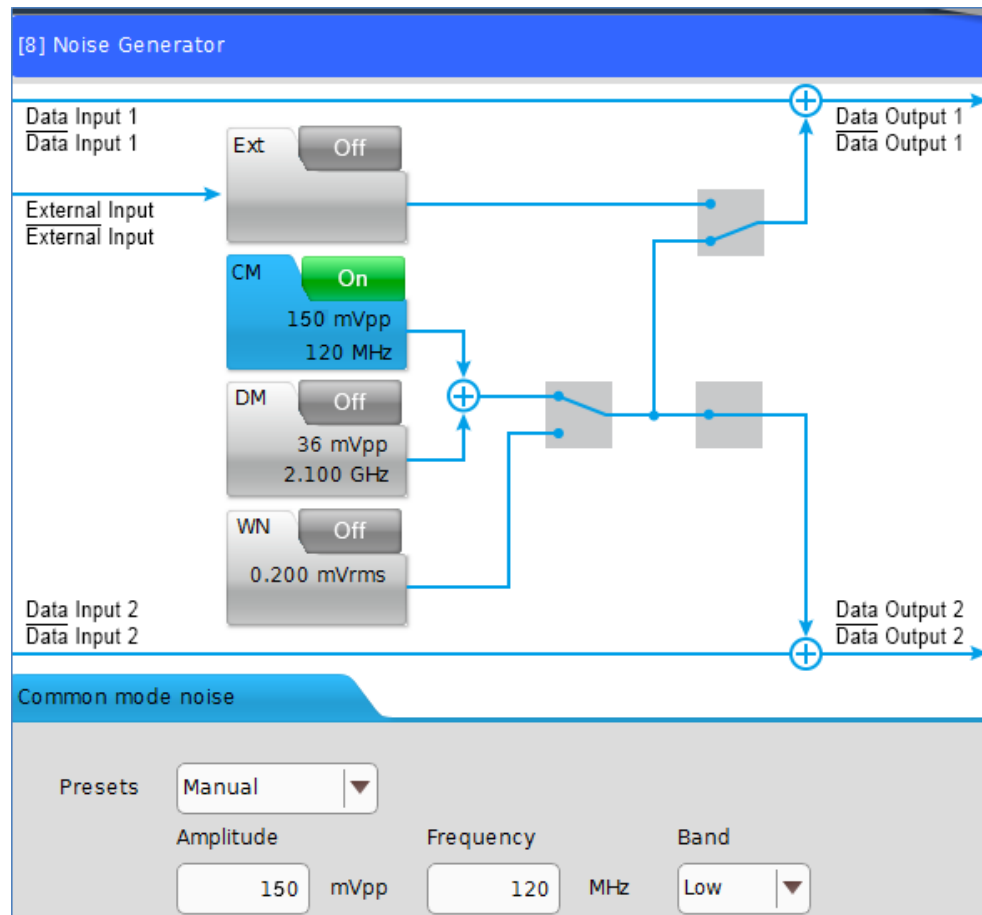 [8] Noise Generator
Data Input 1
Data Input 1
External Input
External Input
Ext Off
CM On
150 mVpp
120 MHz
DM Off
36 mVpp
2.100 GHz
WN Off
0.200 mVrms
Data Output 1
Data Output 1
Data Input 2
Data Input 2
Data Output 2
Data Output 2
Common mode noise
Presets Manual
Amplitude Frequency Band
150 mVpp 120 MHz Low